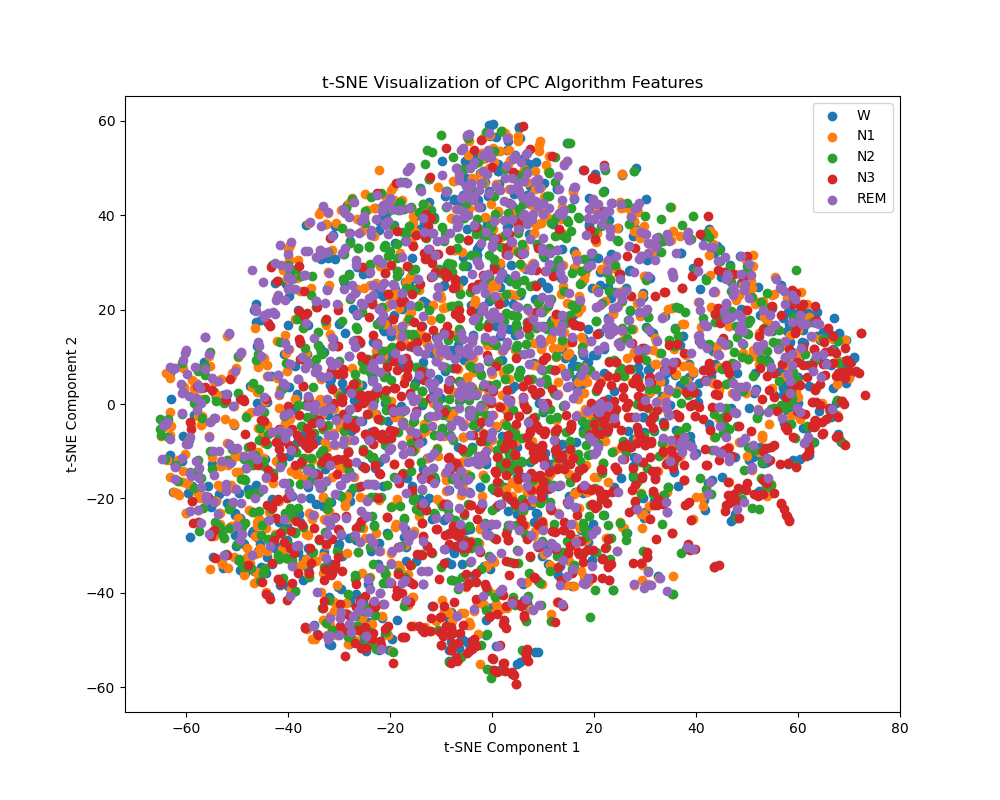 t-SNE Visualization of CPC Algorithm Features
W
N1
N2
N3
REM
60
40
20
0
−20
−40
−60
t-SNE Component 2
−60
−40
−20
0
20
40
60
80
t-SNE Component 1